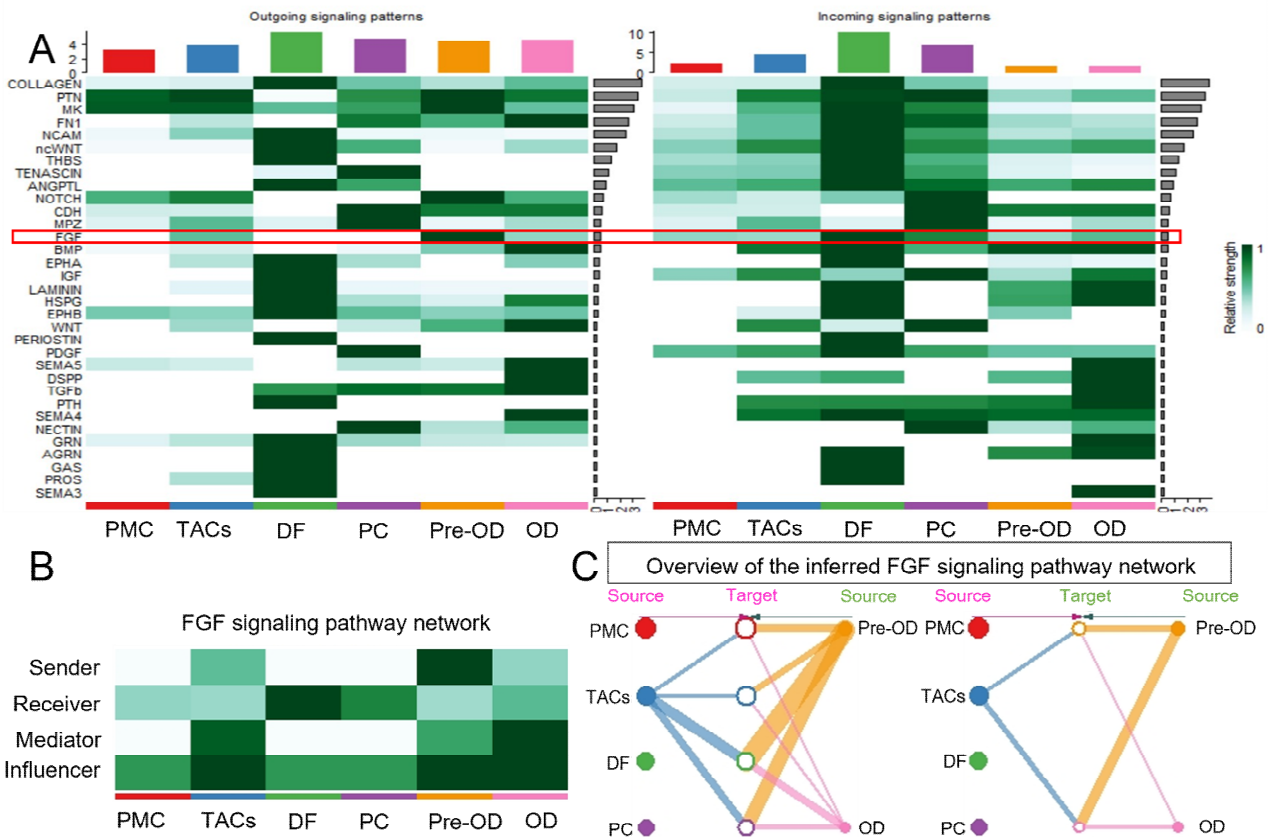 Outgoing signaling patterns
Incoming signaling patterns
A
4
2
0
10
5
0
COLLAGEN
PTN
MK
FN1
NCAM
ncWNT
THBS
TENASCIN
ANGPTL
NOTCH
CDH
MPZ
FGF
BMP
EPHA
IGF
LAMININ
HSPG
EPHB
WNT
PERIOSTIN
PDGF
SEMA5
DSPP
TGFb
PTH
SEMA4
NECTIN
GRN
AGRN
GAS
PROS
SEMA3
0 1 2 3
0 1 2 3
Relative strength
1
0
PMC TACs DF PC Pre-OD OD
PMC TACs DF PC Pre-OD OD
B
FGF signaling pathway network
Sender
Receiver
Mediator
Influencer
PMC TACs DF PC Pre-OD OD
C
Overview of the inferred FGF signaling pathway network
Source Target Source
Source Target Source
PMC Pre-OD
TACs
DF
PC OD
PMC Pre-OD
TACs
DF
PC OD